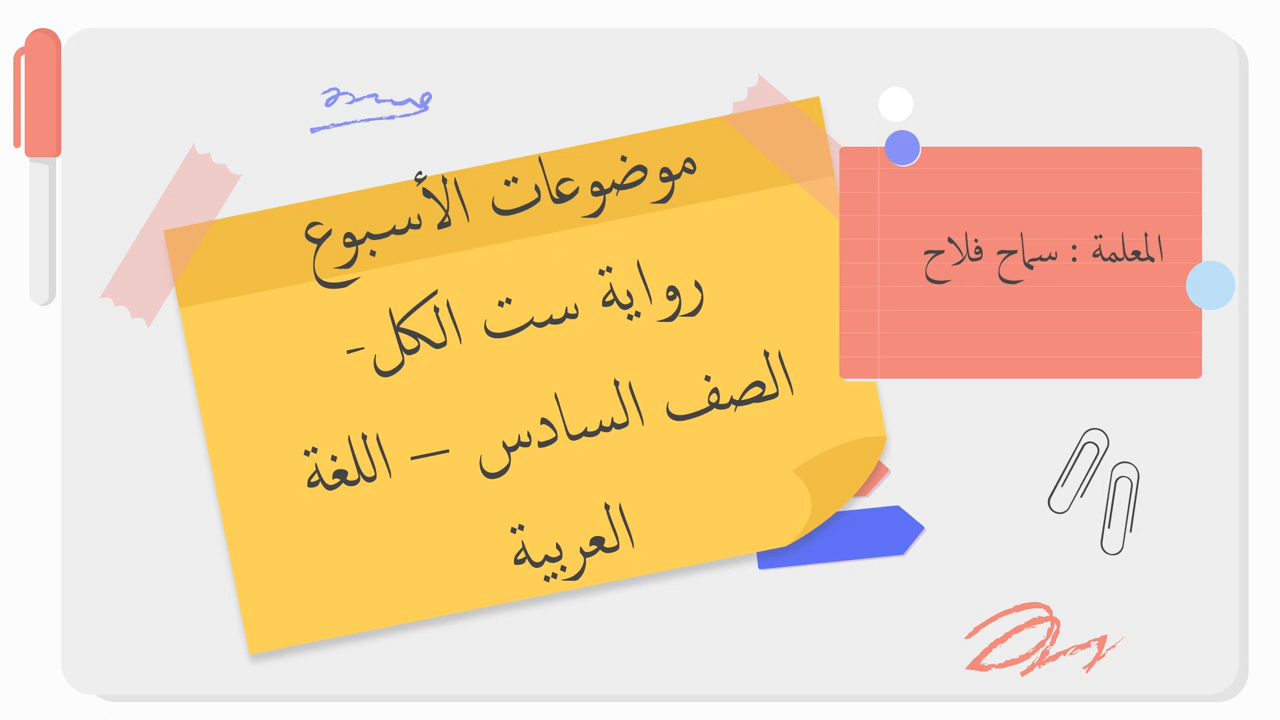 موضوعات الأسبوع
رواية ست الكل-
الصف السادس – اللغة
العربية
المعلمة : سماح فلاح